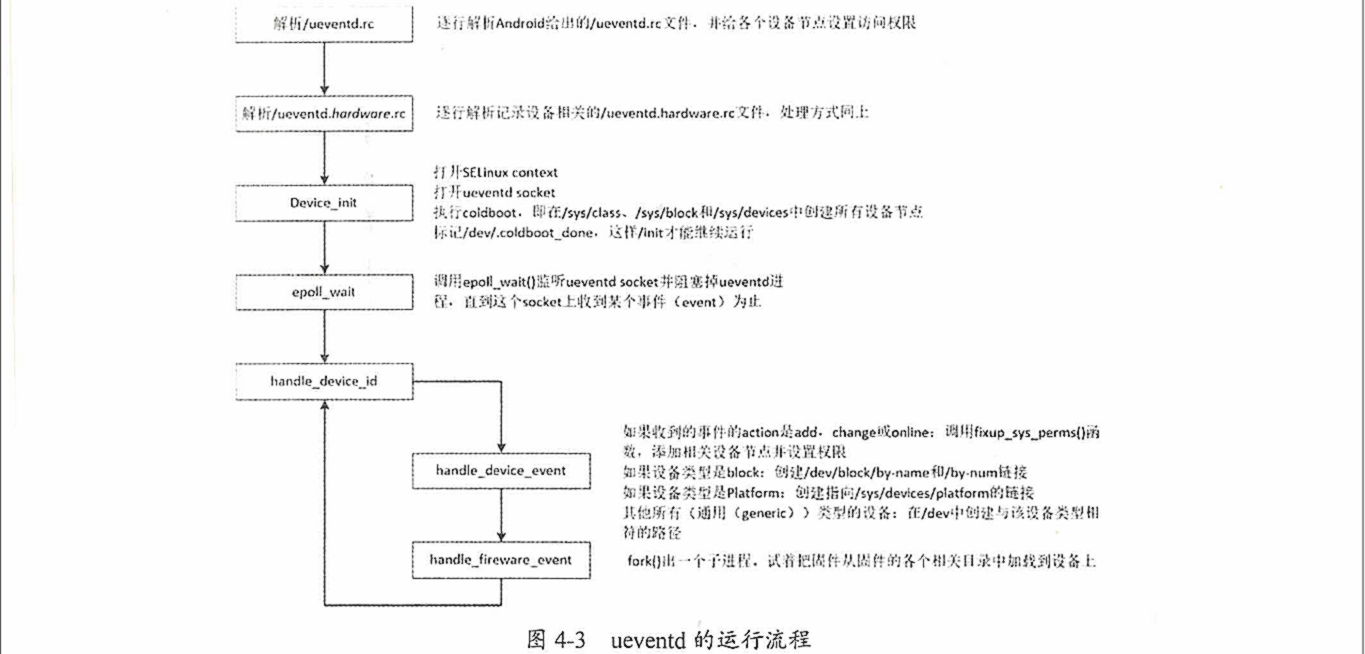 解析/ueventd.rc
逐行解析Android给出的/ueventd.rc文件，并给各个设备节点设置访问权限
解析/ueventd.hardware.rc
逐行解析记录设备相关的/ueventd.hardware.rc文件，处理方式同上
Device_init
打开SELinux context
打开ueventd socket
执行coldboot，即在/sys/class、/sys/block和/sys/devices中创建所有设备节点
标记/dev/.coldboot_done，这样/init才能继续运行
epoll_wait
调用epoll_wait()监听ueventd socket并阻塞掉ueventd进
程，直到这个socket上收到某个事件（event）为止
handle_device_id
handle_device_event
如果收到的事件的action是add，change或online：调用fixup_sys_perms()函
数，添加相关设备节点并设置权限
如果设备类型是block：创建/dev/block/by-name和/by-num链接
如果设备类型是Platform：创建指向/sys/devices/platform的链接
其他所有（通用（generic））类型的设备：在/dev中创建与该设备类型相
符的路径
handle_fireware_event
fork()出一个子进程，试着把固件从固件的各个相关目录中加载到设备上
图 4-3 ueventd 的运行流程